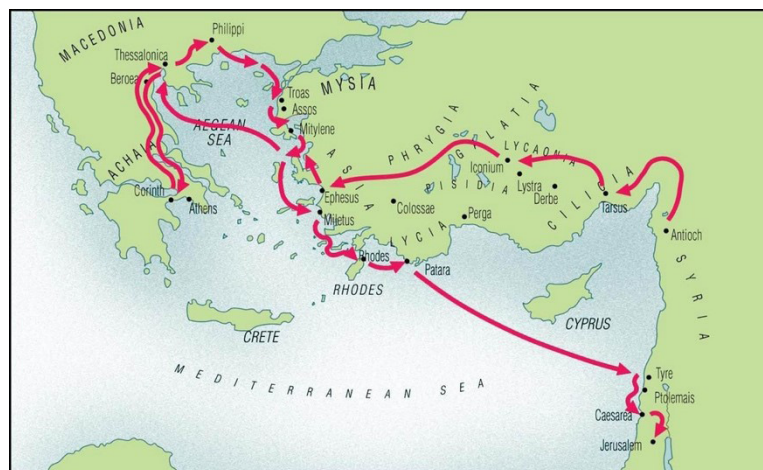 MACEDONIA
Philippi
Thessalonica
Beroea
Troas
MYSIA
Assos
AEGEAN
SEA
Mitylene
ASIA
PHRYGIA
GALATIA
LYCAONIA
Iconium
Lystra
PISIDIA
Derbe
CILICIA
ACHAIA
Corinth
Athens
Ephesus
Miletus
Colossae
Perga
Tarsus
Antioch
LYCIA
Rhodes
RHODES
Patara
SYRIA
CRETE
CYPRUS
MEDITERRANEAN SEA
Tyre
Ptolemais
Caesarea
Jerusalem